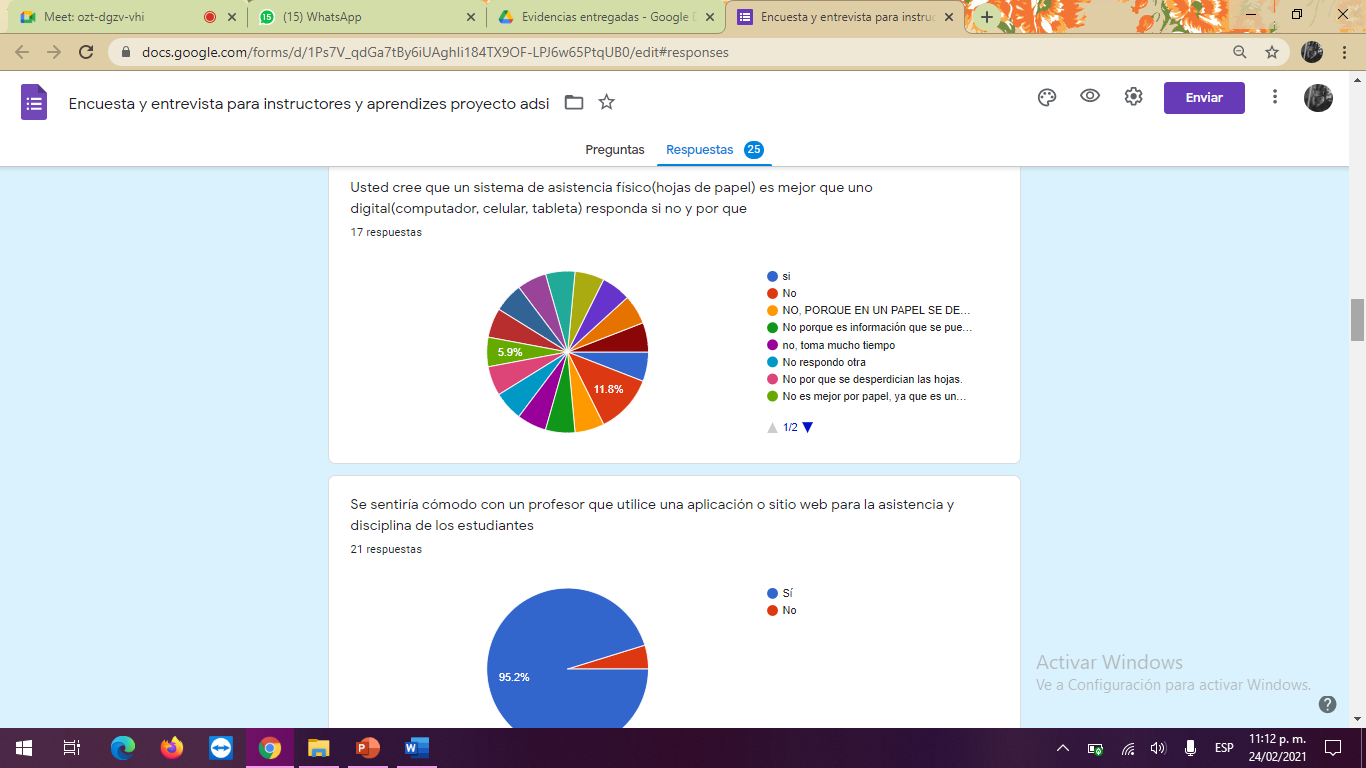 Meet: ozt-dgzv-vhi
15
(15) WhatsApp
Evidencias entregadas - Google D
Encuesta y entrevista para instruc
docs.google.com/forms/d/1Ps7V_qdGa7tBy6iUAghIi184TX9OF-LPJ6w65PtqUB0/edit#responses
Encuesta y entrevista para instructores y aprendizes proyecto adsi
Enviar
Preguntas
Respuestas 25
Usted cree que un sistema de asistencia físico(hojas de papel) es mejor que uno
digital(computador, celular, tableta) responda si no y por que
17 respuestas
5.9%
11.8%
si
No
NO, PORQUE EN UN PAPEL SE DE...
No porque es información que se pue...
no, toma mucho tiempo
No respondo otra
No por que se desperdician las hojas.
No es mejor por papel, ya que es un...
1/2
Se sentiría cómodo con un profesor que utilice una aplicación o sitio web para la asistencia y
disciplina de los estudiantes
21 respuestas
95.2%
Sí
No
Activar Windows
Ve a Configuración para activar Windows.
ESP
11:12 p. m.
24/02/2021